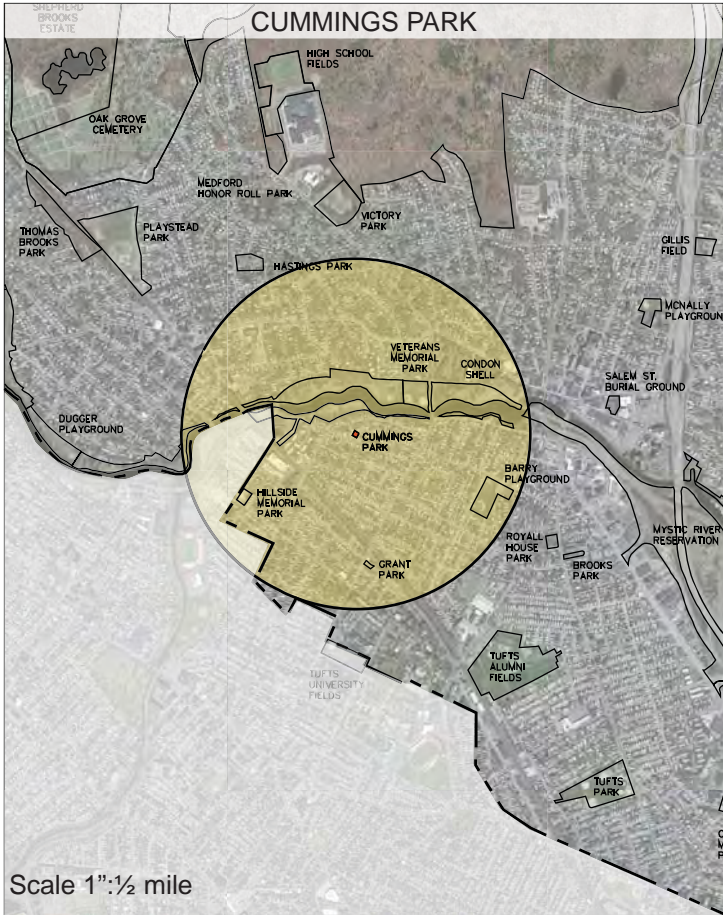 SHEPHERD
BROOKS
ESTATE
CUMMINGS PARK
HIGH SCHOOL
FIELDS
OAK GROVE
CEMETERY
MEDFORD
HONOR ROLL PARK
VICTORY
PARK
THOMAS
BROOKS
PARK
PLAYSTEAD
PARK
GILLIS
FIELD
HASTINGS PARK
MCNALLY
PLAYGROUN
VETERANS
MEMORIAL
PARK
CONDON
SHELL
SALEM ST.
BURIAL GROUND
DUGGER
PLAYGROUND
CUMMINGS
PARK
BARRY
PLAYGROUND
HILLSIDE
MEMORIAL
PARK
ROYALL
HOUSE
PARK
BROOKS
PARK
MYSTIC RIVER
RESERVATION
GRANT
PARK
TUFTS
ALUMNI
FIELDS
TUFTS
UNIVERSITY
FIELDS
TUFTS
PARK
Scale 1”:½ mile